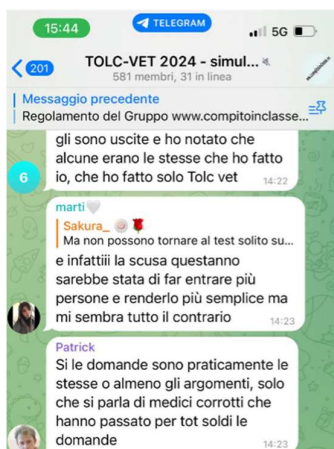 15:44
TELEGRAM
5G
201
TOLC-VET 2024 - simul...
581 membri, 31 in linea
Messaggio precedente
Regolamento del Gruppo www.compitoinclasse...
gli sono uscite e ho notato che
alcune erano le stesse che ho fatto
io, che ho fatto solo Tolc vet 14:22
6
marti🤍
Sakura_
Ma non possono tornare al test solito su...
e infattiii la scusa questanno
sarebbe stata di far entrare più
persone e renderlo più semplice ma
mi sembra tutto il contrario 14:23
Patrick
Si le domande sono praticamente le
stesse o almeno gli argomenti, solo
che si parla di medici corrotti che
hanno passato per tot soldi le
domande 14:23